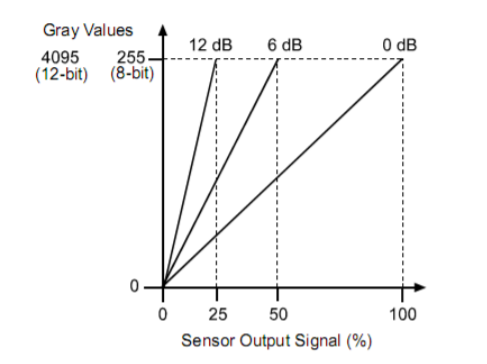 Gray Values
4095 255
(12-bit) (8-bit)
12 dB 6 dB 0 dB
0
0 25 50 100
Sensor Output Signal (%)